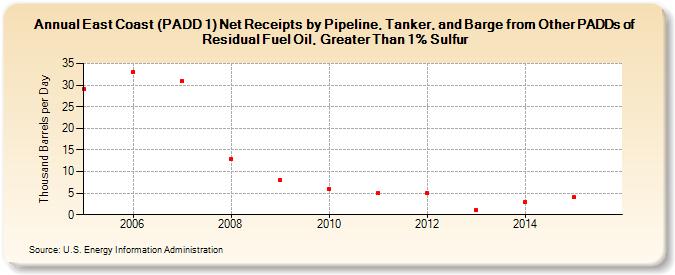 Annual East Coast (PADD 1) Net Receipts by Pipeline, Tanker, and Barge from Other PADDs of
Residual Fuel Oil, Greater Than 1% Sulfur
Thousand Barrels per Day
35
30
25
20
15
10
5
0
2006 2008 2010 2012 2014
Source: U.S. Energy Information Administration